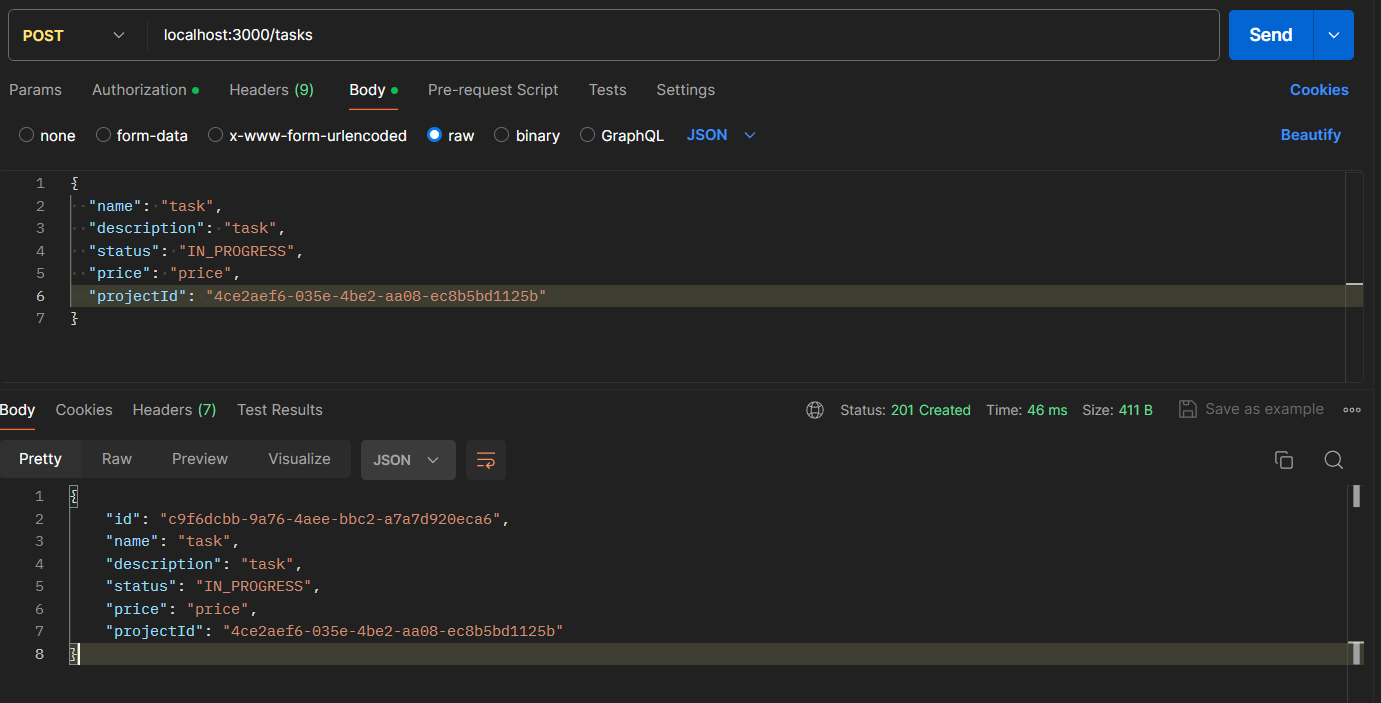 POST localhost:3000/tasks Send
Params Authorization Headers (9) Body Pre-request Script Tests Settings Cookies
none form-data x-www-form-urlencoded raw binary GraphQL JSON Beautify
1 {
2 "name": "task",
3 "description": "task",
4 "status": "IN_PROGRESS",
5 "price": "price",
6 "projectId": "4ce2aef6-035e-4be2-aa08-ec8b5bd1125b"
7 }
Body Cookies Headers (7) Test Results Status: 201 Created Time: 46 ms Size: 411 B Save as example
Pretty Raw Preview Visualize JSON
1 {
2 "id": "c9f6dcbb-9a76-4aee-bbc2-a7a7d920eca6",
3 "name": "task",
4 "description": "task",
5 "status": "IN_PROGRESS",
6 "price": "price",
7 "projectId": "4ce2aef6-035e-4be2-aa08-ec8b5bd1125b"
8 }